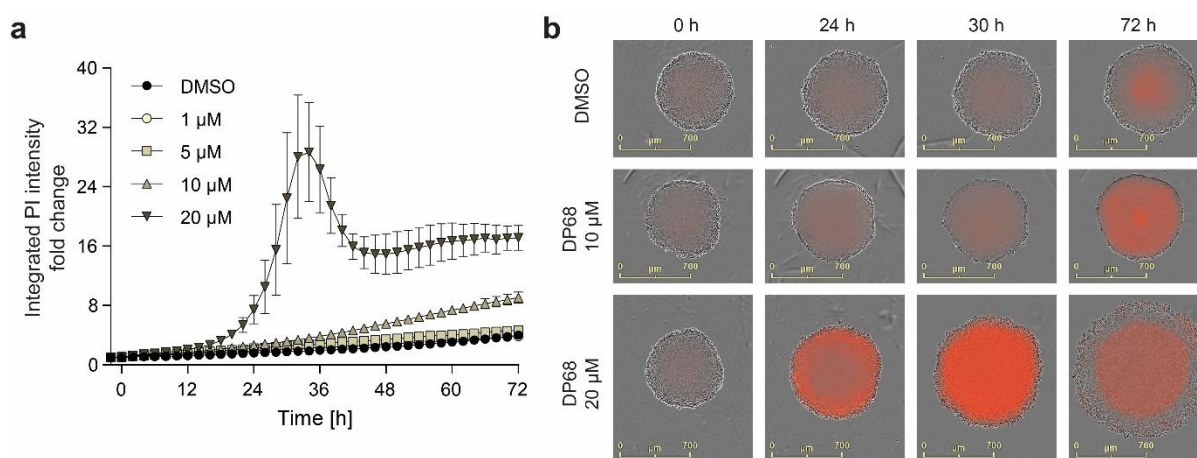 a
Integrated PI intensity
fold change
40
32
24
16
8
0
DMSO
1 µM
5 µM
10 µM
20 µM
0
12
24
36
48
60
72
Time [h]
b
0 h
24 h
30 h
72 h
DMSO
0 µm 700
0 µm 700
0 µm 700
0 µm 700
DP68
10 µM
0 µm 700
0 µm 700
0 µm 700
0 µm 700
DP68
20 µM
0 µm 700
0 µm 700
0 µm 700
0 µm 700